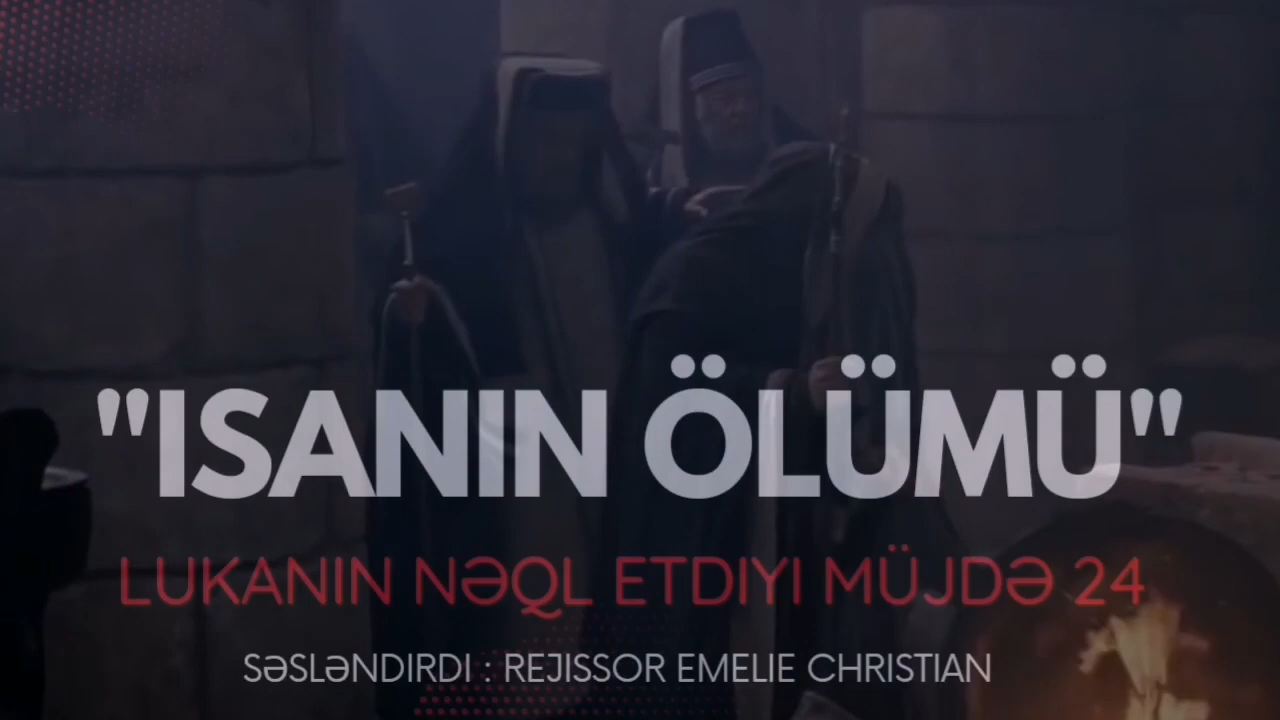 "ISANIN ÖLÜMÜ"
LUKANIN NƏQL ETDIYI MÜJDƏ 24
SƏSLƏNDIRDI : REJISSOR EMELIE CHRISTIAN